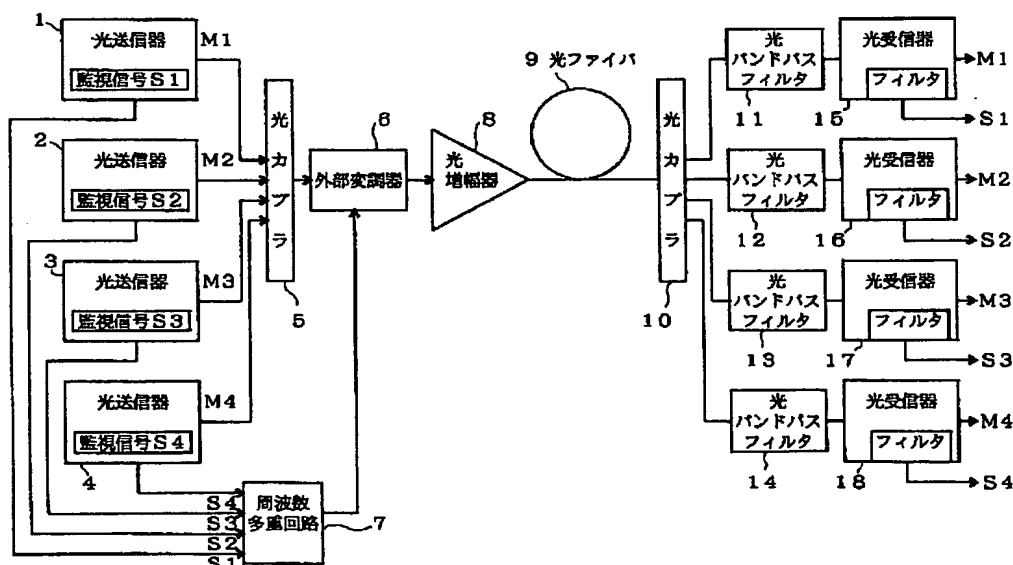 1
光送信器
監視信号S1
M1
2
光送信器
監視信号S2
M2
3
光送信器
監視信号S3
M3
光送信器
監視信号S4
M4
4
光カプラ
5
6
外部変調器
8
光
増幅器
9 光ファイバ
S4
S3
S2
S1
周波数
多重回路
7
光カプラ
10
光
バンドパス
フィルタ
11
光受信器
フィルタ
15
M1
S1
光
バンドパス
フィルタ
12
光受信器
フィルタ
16
M2
S2
光
バンドパス
フィルタ
13
光受信器
フィルタ
17
M3
S3
光
バンドパス
フィルタ
14
光受信器
フィルタ
18
M4
S4